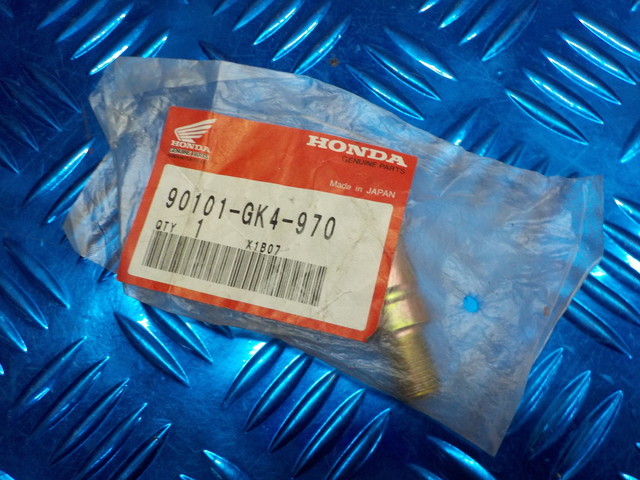 HONDA
HONDA
GENUINE PARTS
Made in JAPAN
90101-GK4-970
QTY 1 X1B07